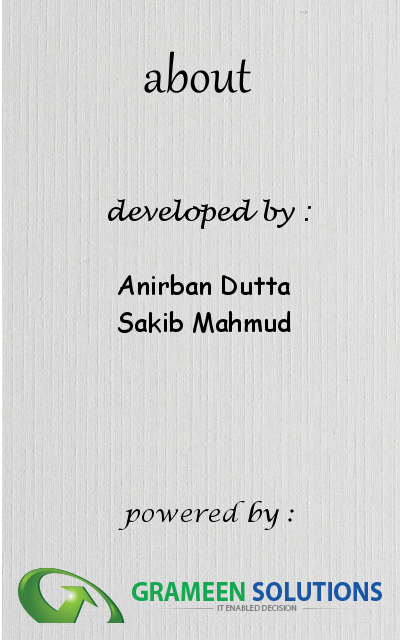 about
developed by :
Anirban Dutta
Sakib Mahmud
powered by :
GRAMEEN SOLUTIONS
IT ENABLED DECISION